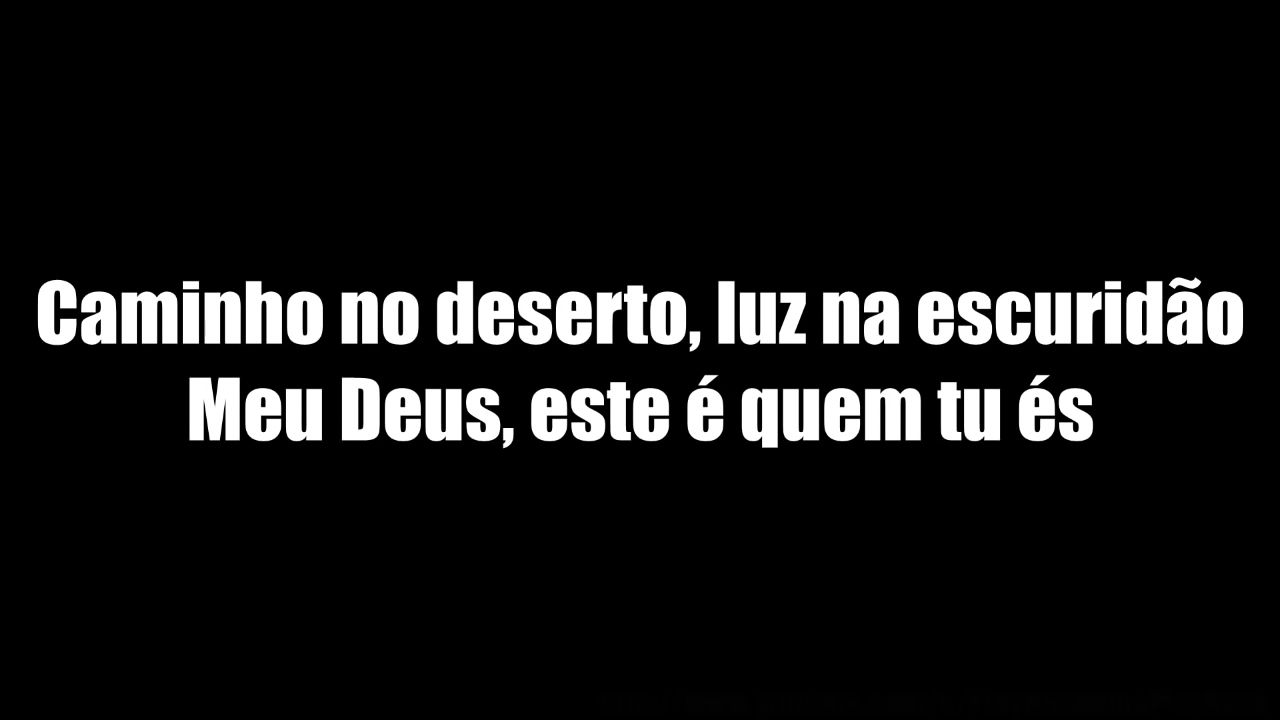 Caminho no deserto, luz na escuridão
Meu Deus, este é quem tu és